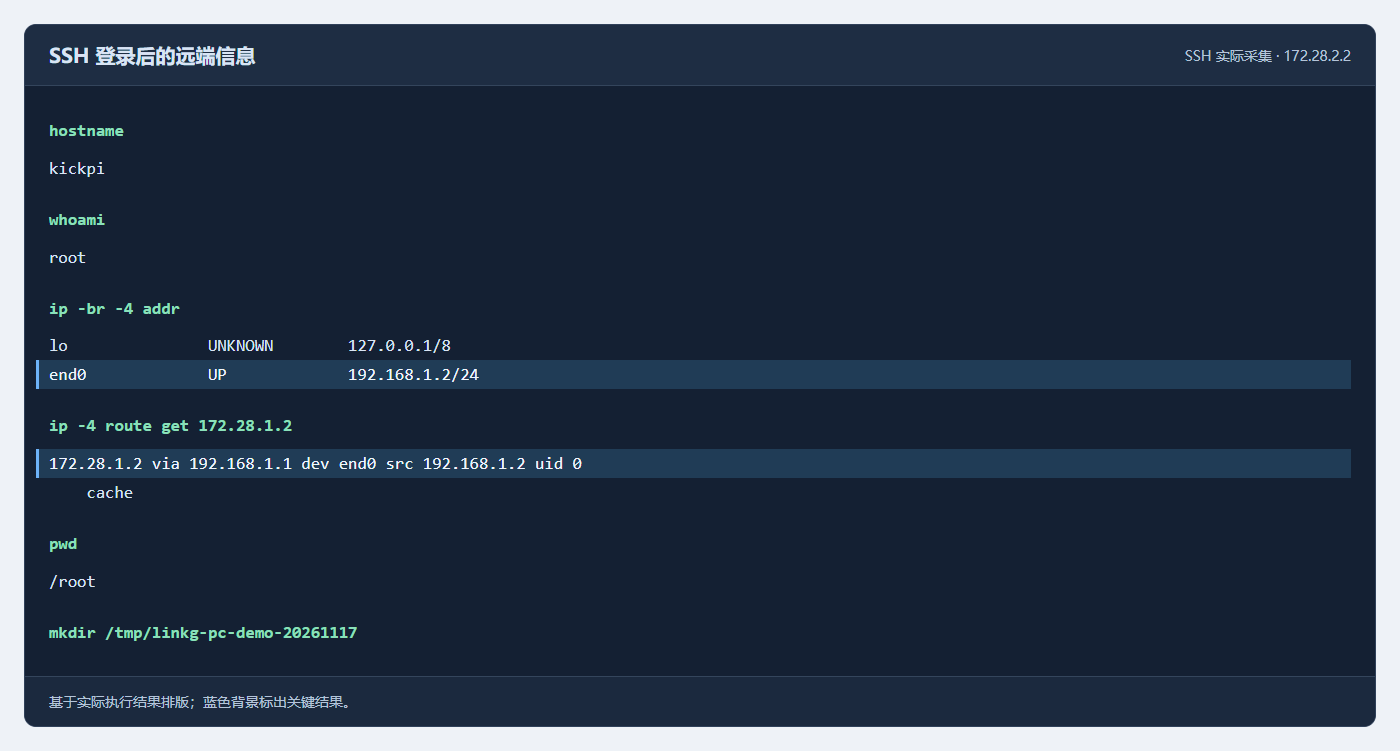 SSH 登录后的远端信息
SSH 实际采集 · 172.28.2.2
hostname
kickpi
whoami
root
ip -br -4 addr
lo UNKNOWN 127.0.0.1/8
end0 UP 192.168.1.2/24
ip -4 route get 172.28.1.2
172.28.1.2 via 192.168.1.1 dev end0 src 192.168.1.2 uid 0
cache
pwd
/root
mkdir /tmp/linkg-pc-demo-20261117
基于实际执行结果排版；蓝色背景标出关键结果。